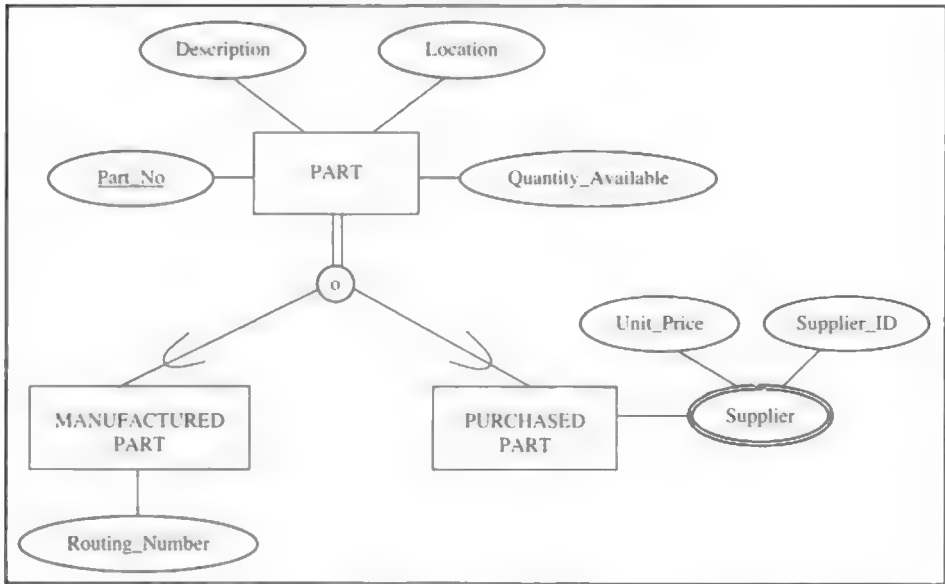 Description
Location
Part_No
PART
Quantity_Available
o
Unit_Price
Supplier_ID
MANUFACTURED
PART
PURCHASED
PART
Supplier
Routing_Number